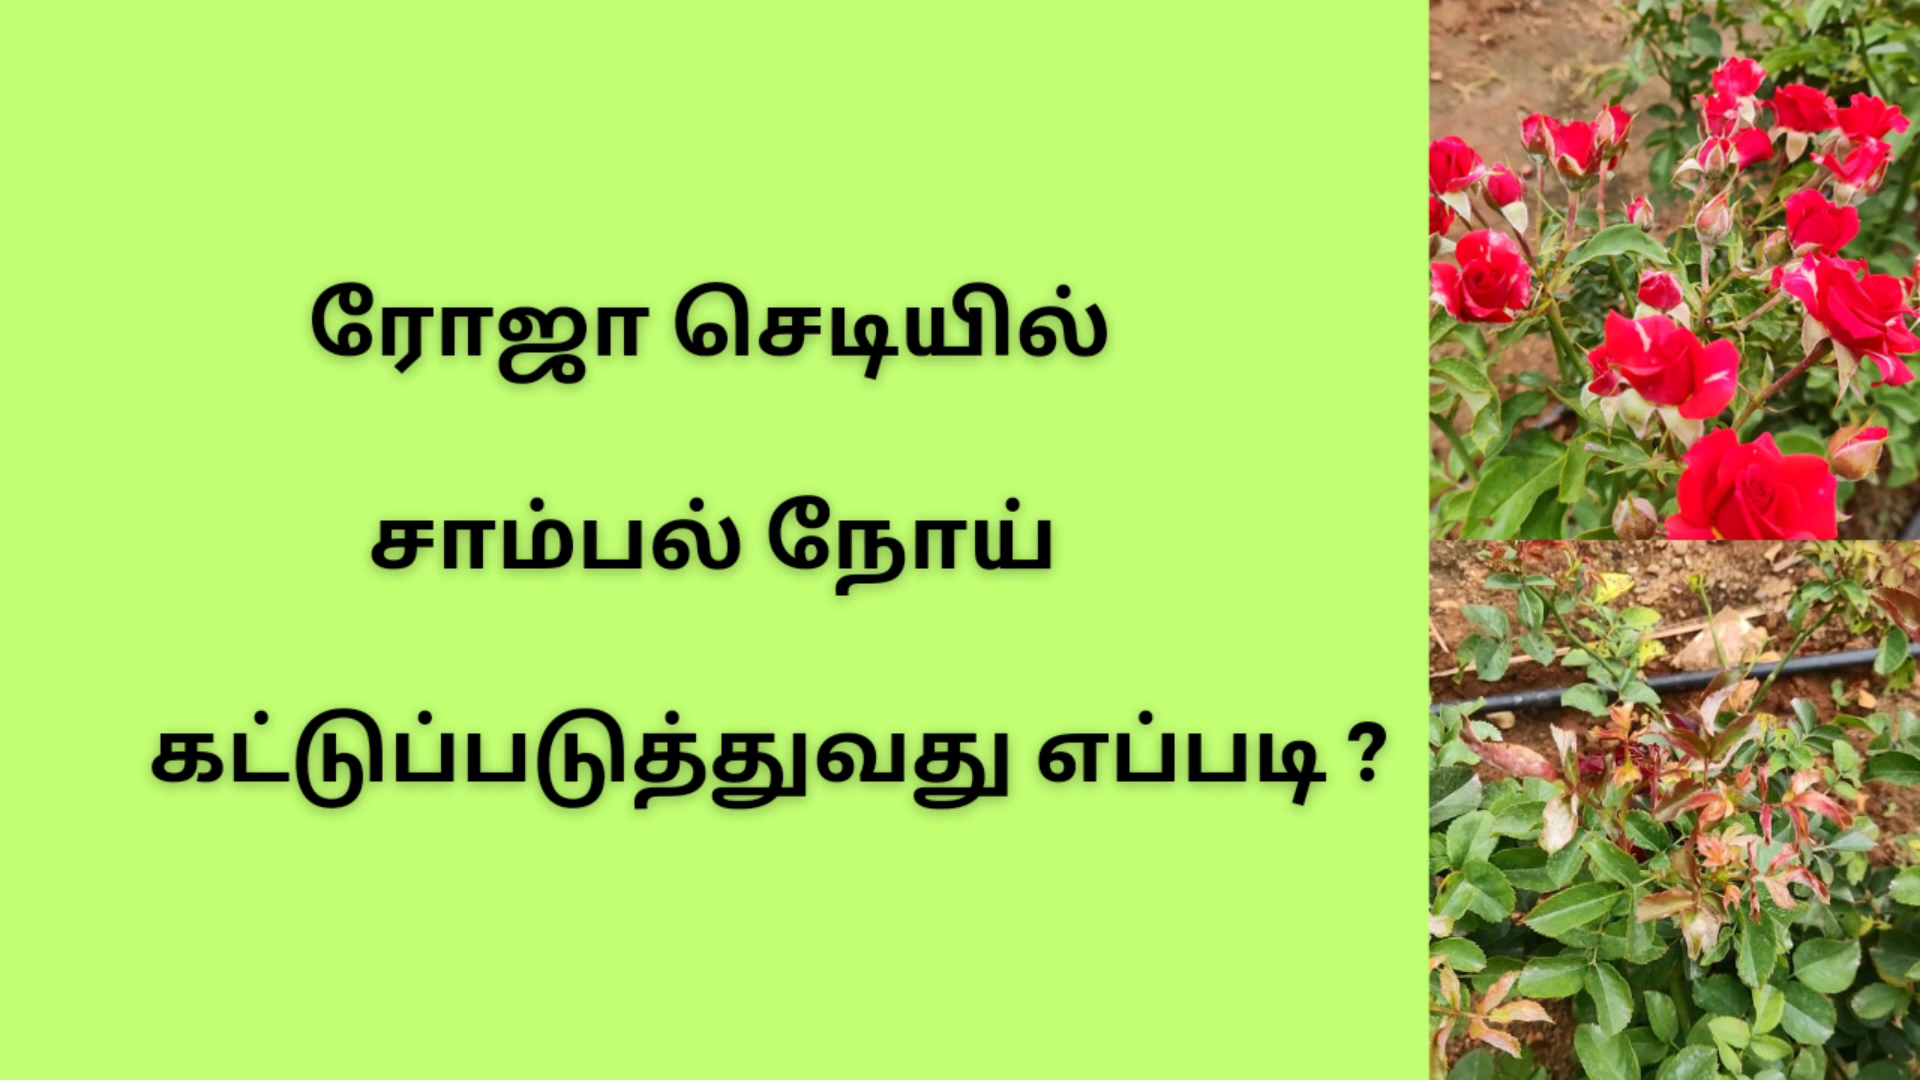 ரோஜா செடியில்
சாம்பல் நோய்
கட்டுப்படுத்துவது எப்படி ?